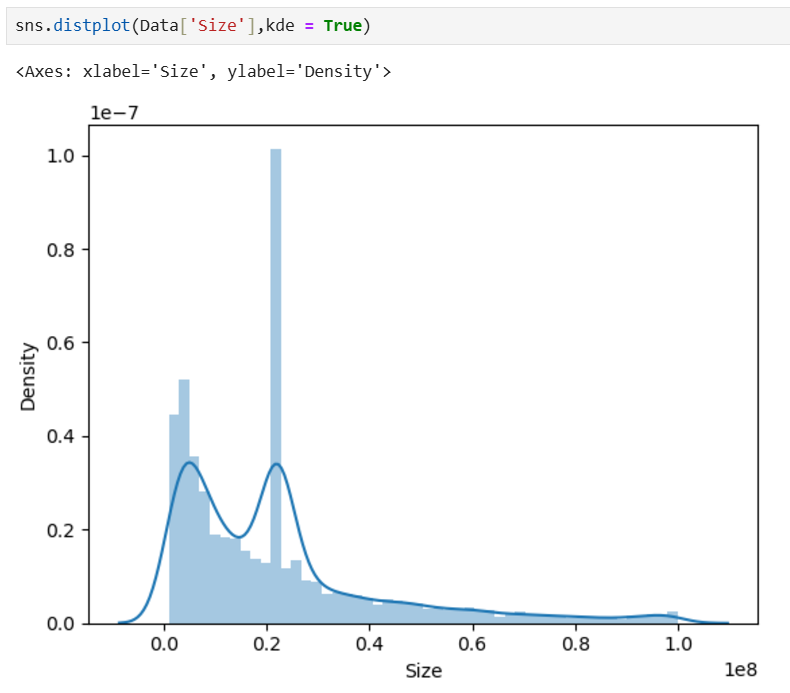 sns.distplot(Data['Size'],kde = True)
<Axes: xlabel='Size', ylabel='Density'>
1e−7
1.0
0.8
0.6
0.4
0.2
0.0
Density
0.0 0.2 0.4 0.6 0.8 1.0
1e8
Size